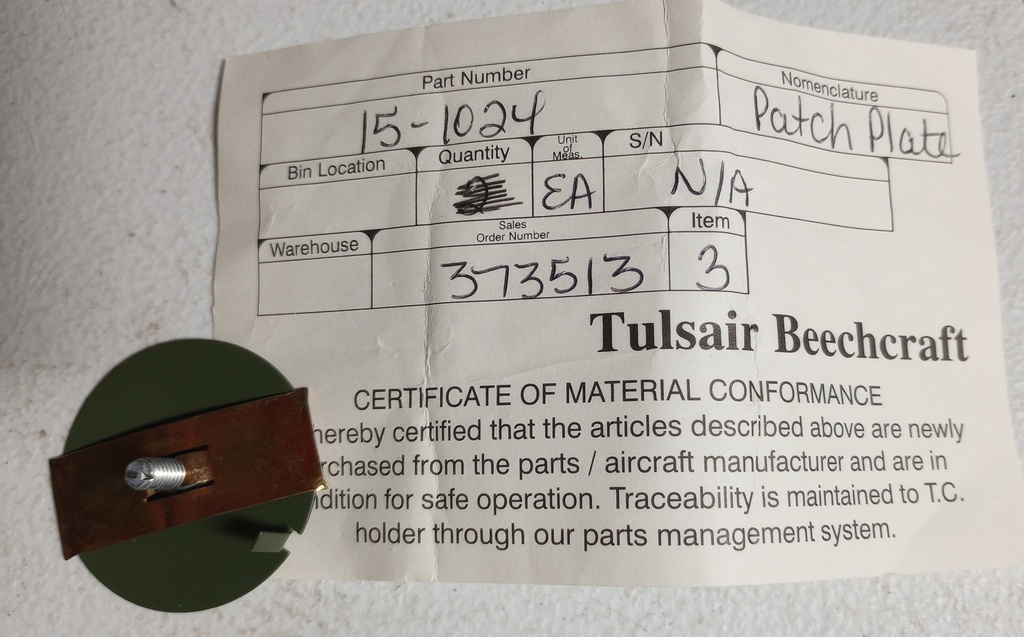 Part Number
Nomenclature
15-1024
Patch Plate
Bin Location
Quantity
Unit
of
Meas.
S/N
EA
N/A
Warehouse
Sales
Order Number
Item
373513
3
Tulsair Beechcraft
CERTIFICATE OF MATERIAL CONFORMANCE
hereby certified that the articles described above are newly
rchased from the parts / aircraft manufacturer and are in
dition for safe operation. Traceability is maintained to T.C.
holder through our parts management system.